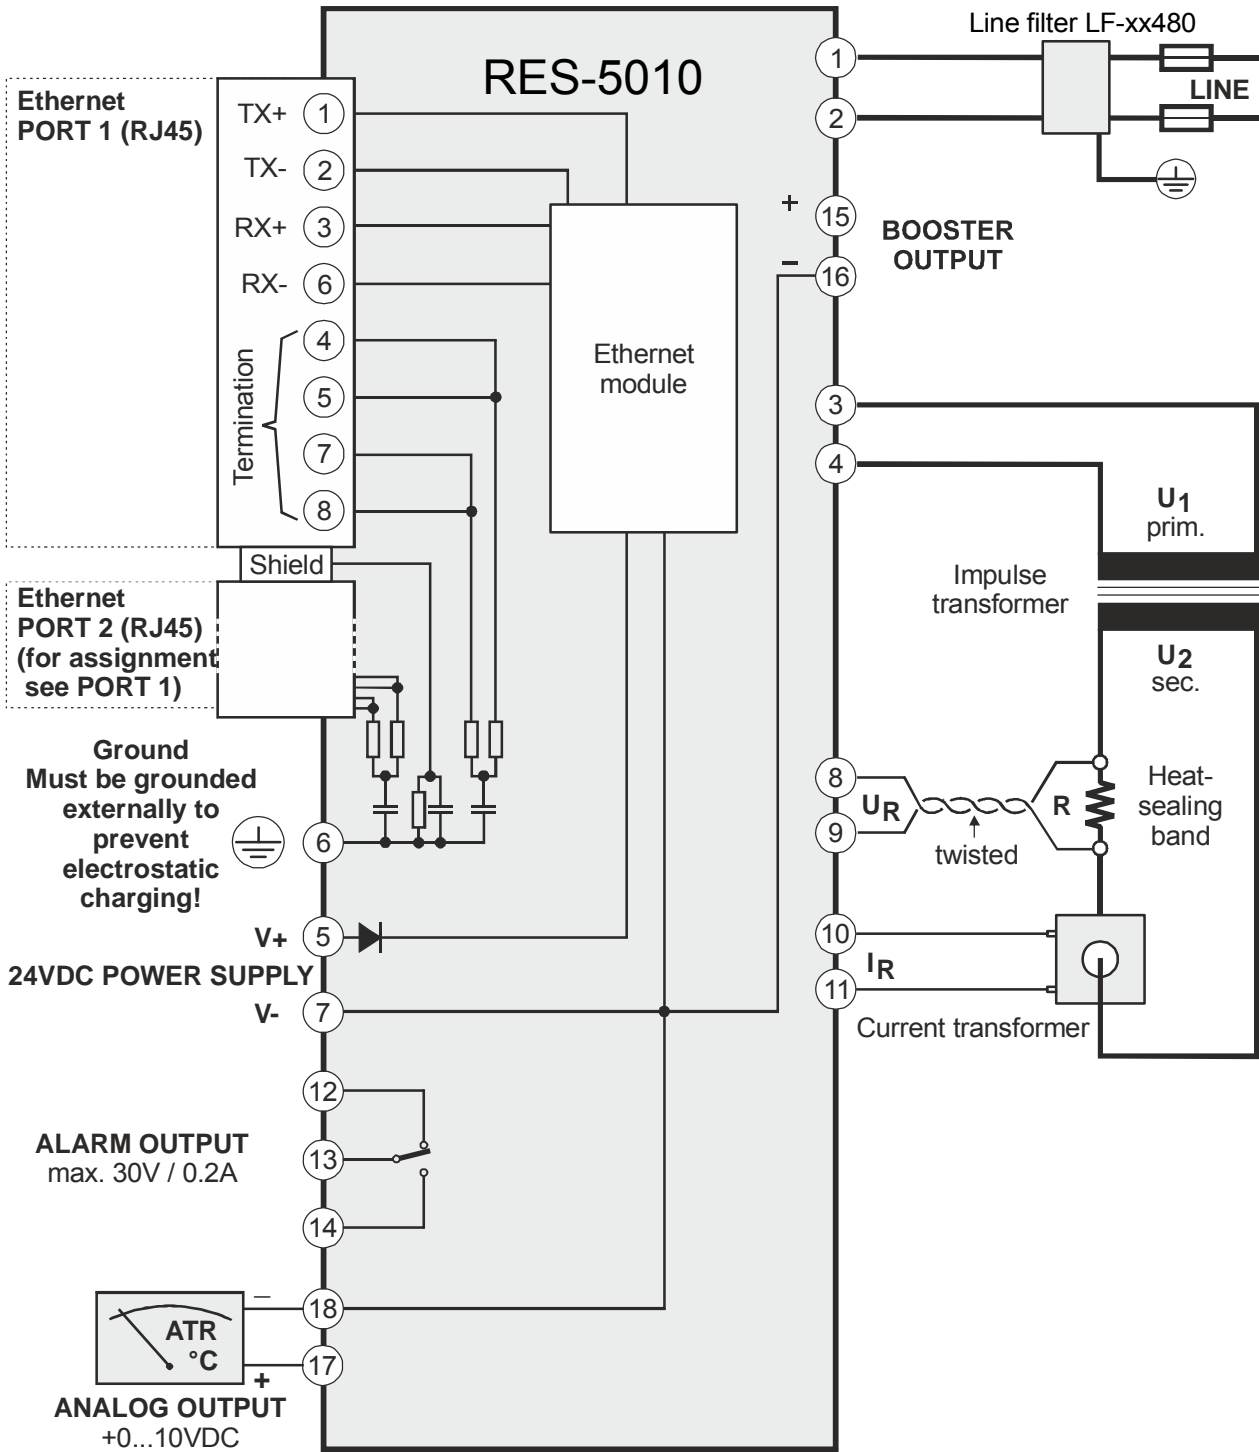 Line filter LF-xx480
RES-5010
1
LINE
2
Ethernet
PORT 1 (RJ45)
TX+ 1
TX- 2
RX+ 3
RX- 6
4
5
7
8
Termination
Ethernet
module
+
15
BOOSTER
OUTPUT
–
16
3
4
U1
prim.
Impulse
transformer
U2
sec.
Shield
Ethernet
PORT 2 (RJ45)
(for assignment
see PORT 1)
Ground
Must be grounded
externally to
prevent
electrostatic
charging!
6
8
9
UR
twisted
R
Heat-
sealing
band
V+ 5
24VDC POWER SUPPLY
V- 7
10
IR
11
Current transformer
12
ALARM OUTPUT
max. 30V / 0.2A
13
14
–
18
ATR
°C
17
+
ANALOG OUTPUT
+0...10VDC